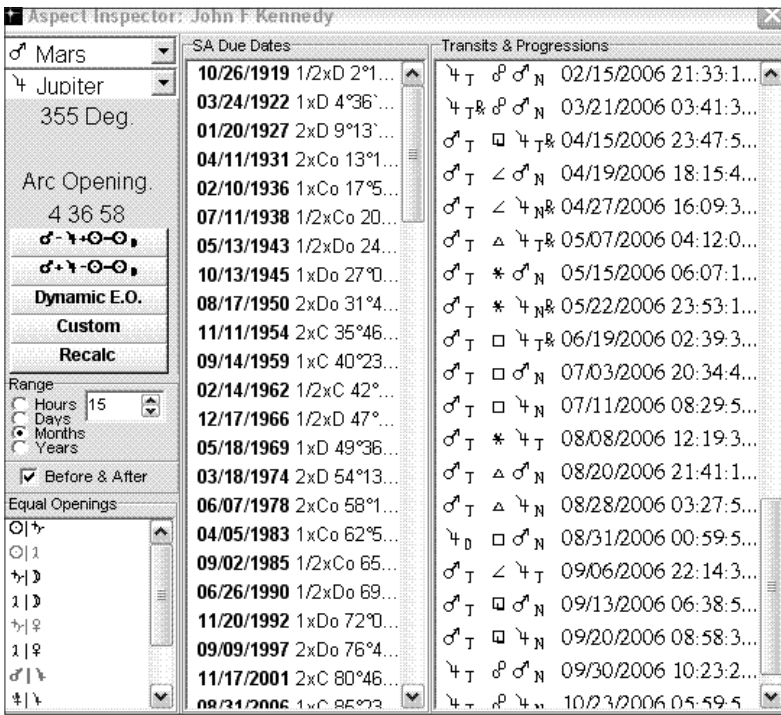 Aspect Inspector: John F Kennedy
♂ Mars
♃ Jupiter
355 Deg.
Arc Opening.
4 36 58
Dynamic E.O.
Custom
Recalc
Range
Hours 15
Days
Months
Years
Before & After
Equal Openings
☉|♄
♄|☽
♂|♃
SA Due Dates
10/26/1919 1/2xD 2°1...
03/24/1922 1xD 4°36`...
01/20/1927 2xD 9°13`...
04/11/1931 2xCo 13°1...
02/10/1936 1xCo 17°5...
07/11/1938 1/2xCo 20...
05/13/1943 1/2xDo 24...
10/13/1945 1xDo 27°0...
08/17/1950 2xDo 31°4...
11/11/1954 2xC 35°46...
09/14/1959 1xC 40°23...
02/14/1962 1/2xC 42°...
12/17/1966 1/2xD 47°...
05/18/1969 1xD 49°36...
03/18/1974 2xD 54°13...
06/07/1978 2xCo 58°1...
04/05/1983 1xCo 62°5...
09/02/1985 1/2xCo 65...
06/26/1990 1/2xDo 69...
11/20/1992 1xDo 72°0...
09/09/1997 2xDo 76°4...
11/17/2001 2xC 80°46...
08/31/2006 1xC 85°23...
Transits & Progressions
♃ T ☍ ♂ N 02/15/2006 21:33:1...
♃ T℞ ☍ ♂ N 03/21/2006 03:41:3...
♂ T ⚼ ♃ T℞ 04/15/2006 23:47:5...
♂ T ∠ ♂ N 04/19/2006 18:15:4...
♂ T ∠ ♃ N℞ 04/27/2006 16:09:3...
♂ T △ ♃ T℞ 05/07/2006 04:12:0...
♂ T ⚹ ♂ N 05/15/2006 06:07:1...
♂ T ⚹ ♃ N℞ 05/22/2006 23:53:1...
♂ T □ ♃ T℞ 06/19/2006 02:39:3...
♂ T □ ♂ N 07/03/2006 20:34:4...
♂ T □ ♃ N 07/11/2006 08:29:5...
♂ T ⚹ ♃ T 08/08/2006 12:19:3...
♂ T △ ♂ N 08/20/2006 21:41:1...
♂ T △ ♃ N 08/28/2006 03:27:5...
♃ D □ ♂ N 08/31/2006 00:59:5...
♂ T ∠ ♃ T 09/06/2006 22:14:3...
♂ T ⚼ ♂ N 09/13/2006 06:38:5...
♂ T ⚼ ♃ N 09/20/2006 08:58:3...
♃ T ☍ ♂ N 09/30/2006 10:23:2...
♃ T ☍ ♃ N 10/23/2006 05:59:5...